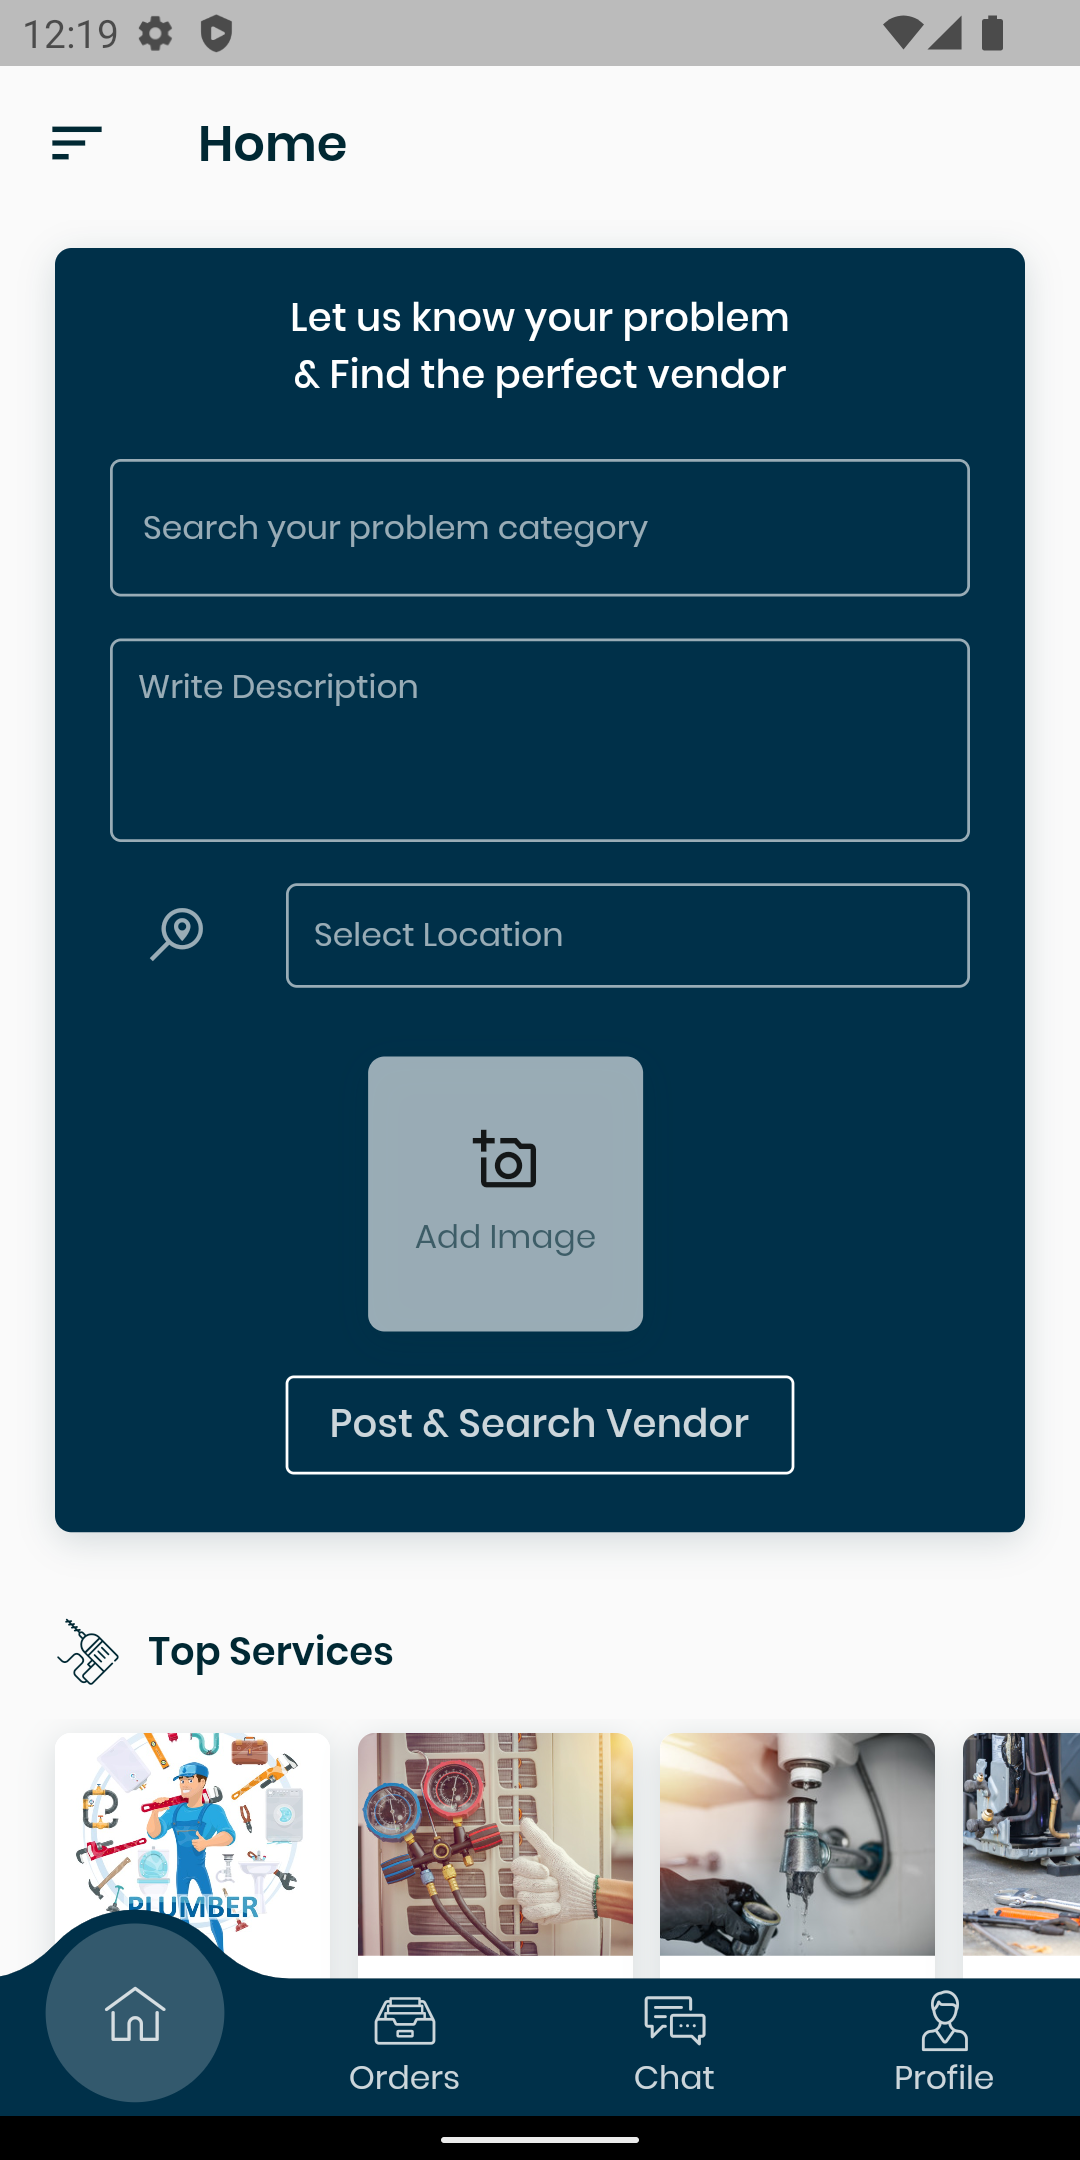 12:19
Home
Let us know your problem
& Find the perfect vendor
Search your problem category
Write Description
Select Location
Add Image
Post & Search Vendor
Top Services
PLUMBER
Orders
Chat
Profile